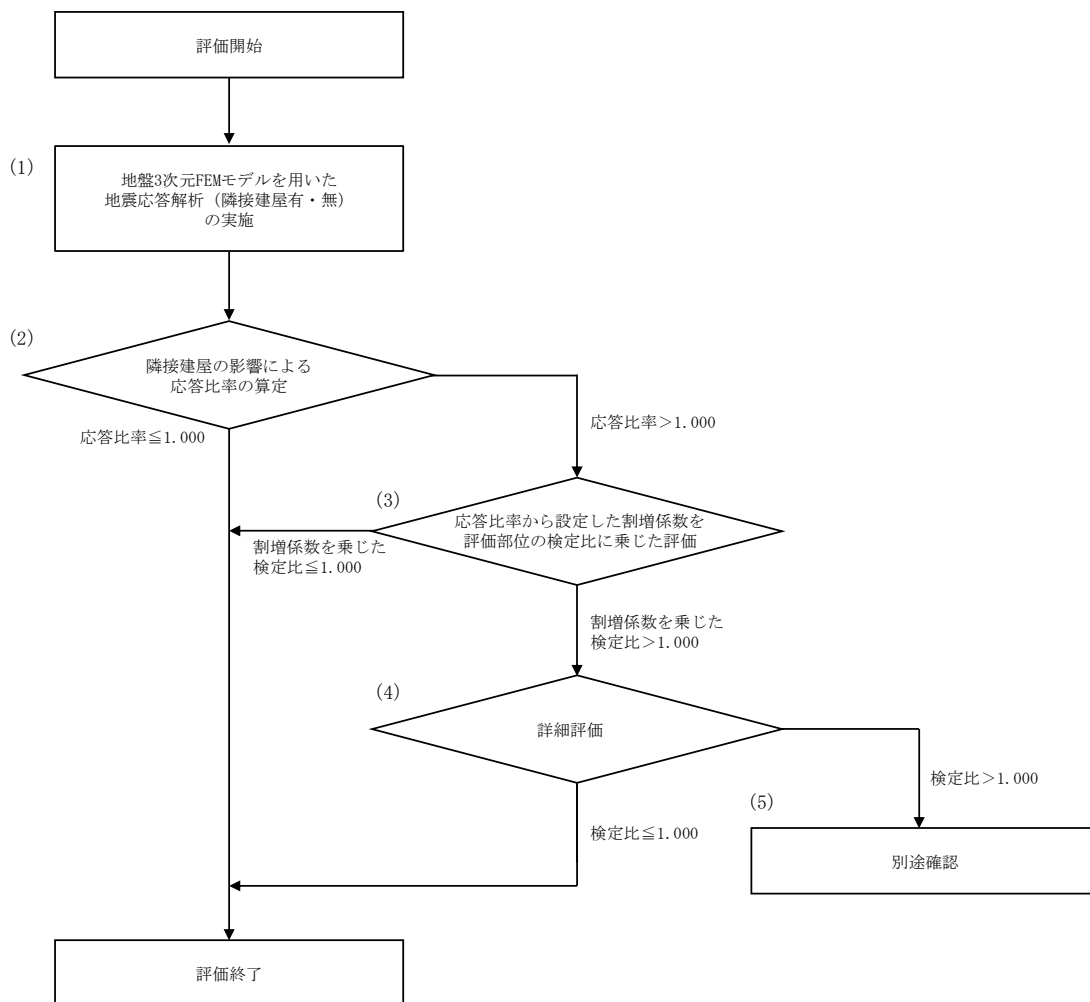 評価開始
(1)
地盤3次元FEMモデルを用いた
地震応答解析（隣接建屋有・無）
の実施
(2)
隣接建屋の影響による
応答比率の算定
応答比率≦1.000
応答比率＞1.000
(3)
応答比率から設定した割増係数を
評価部位の検定比に乗じた評価
割増係数を乗じた
検定比≦1.000
割増係数を乗じた
検定比＞1.000
(4)
詳細評価
検定比＞1.000
検定比≦1.000
(5)
別途確認
評価終了